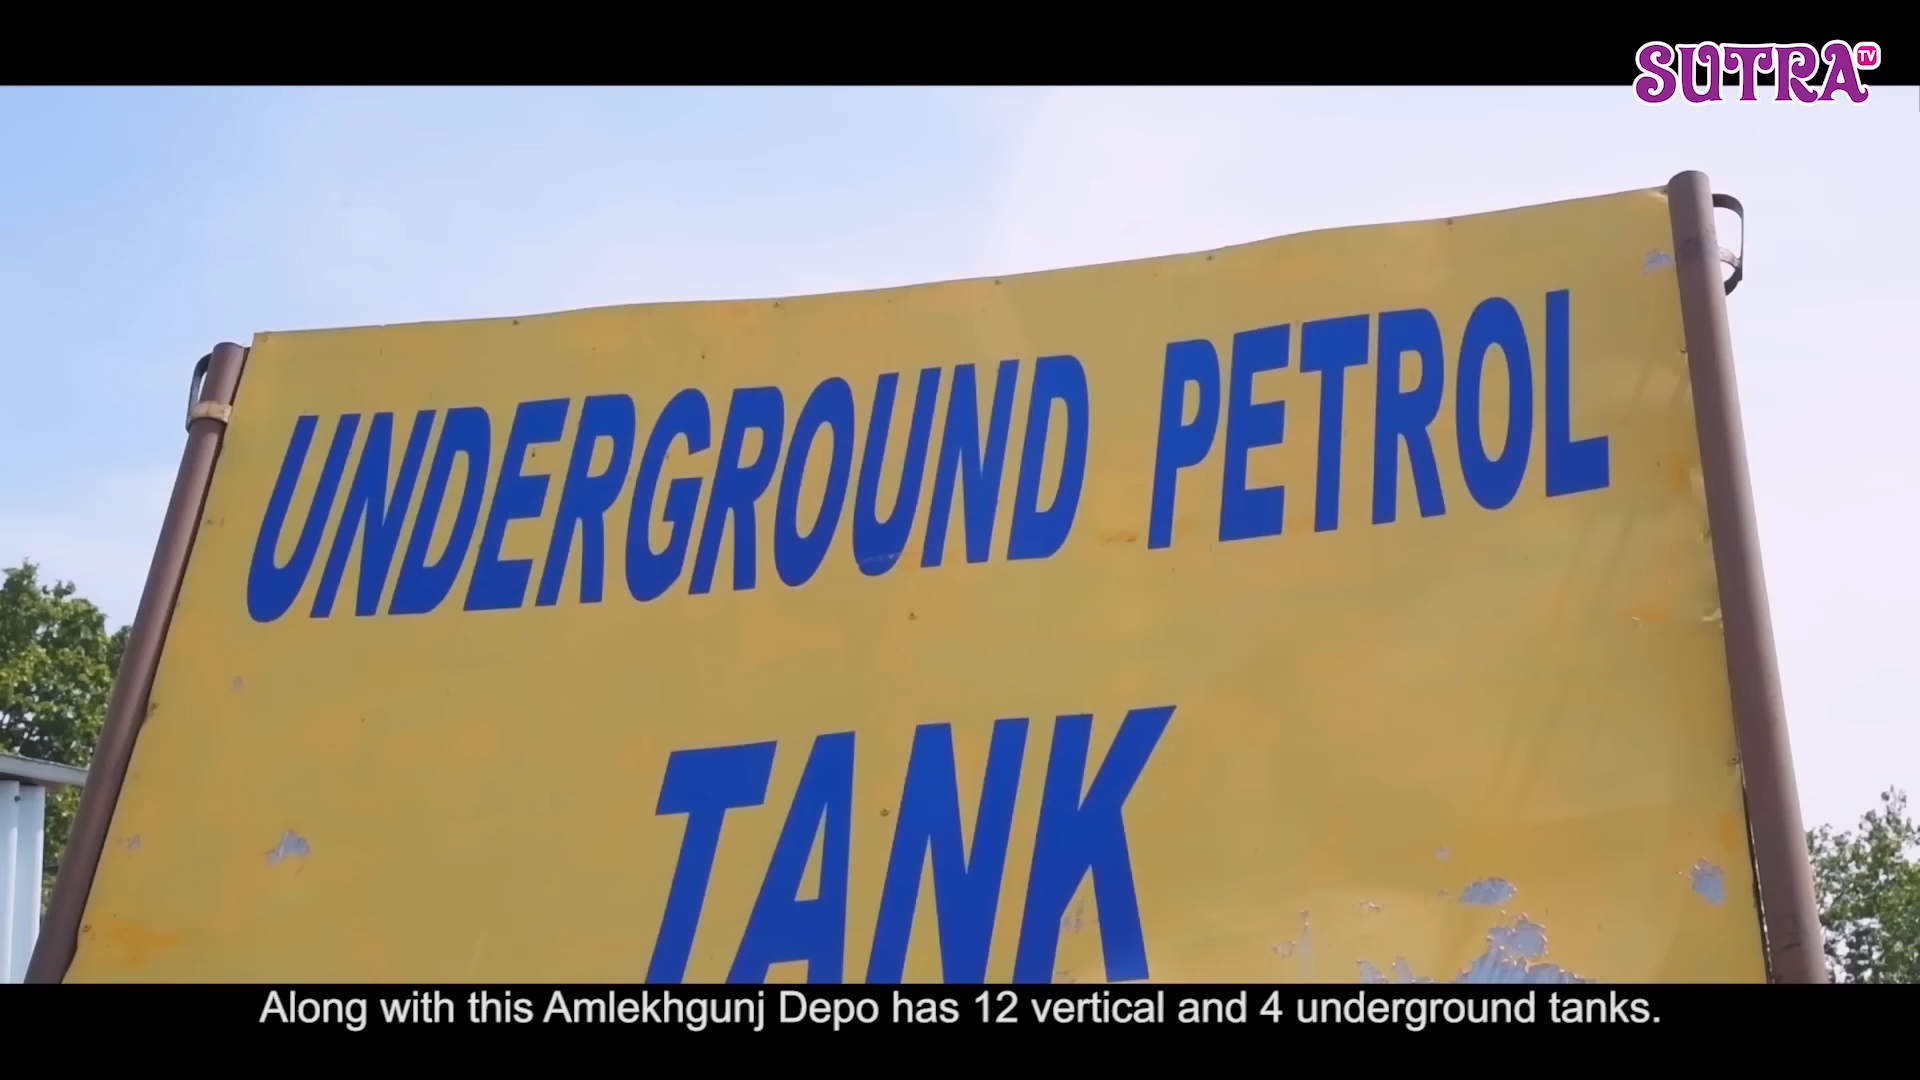 SUTRA TV
UNDERGROUND PETROL
TANK
Along with this Amlekhgunj Depo has 12 vertical and 4 underground tanks.